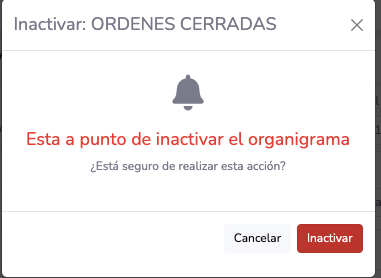 Inactivar: ORDENES CERRADAS
Esta a punto de inactivar el organigrama
¿Está seguro de realizar esta acción?
Cancelar Inactivar